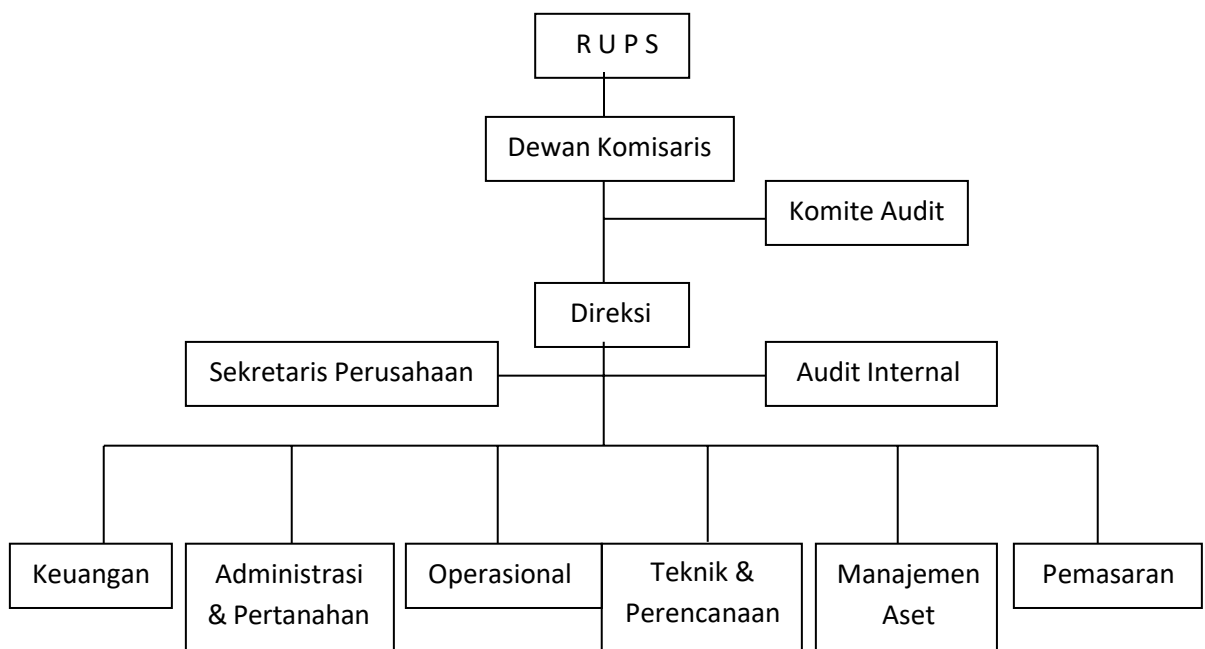 R U P S
Dewan Komisaris
Komite Audit
Direksi
Sekretaris Perusahaan
Audit Internal
Keuangan
Administrasi
& Pertanahan
Operasional
Teknik &
Perencanaan
Manajemen
Aset
Pemasaran